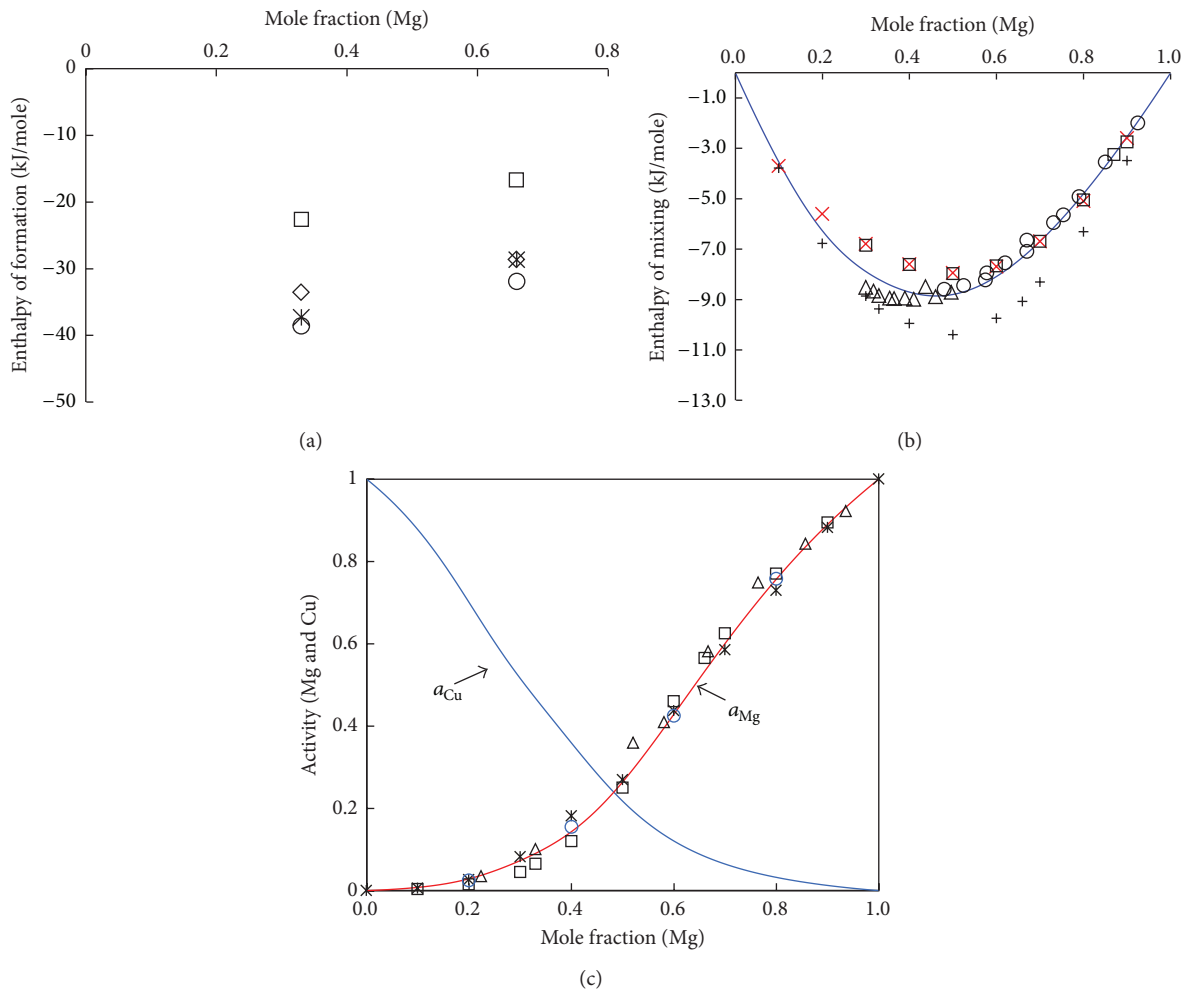 Mole fraction (Mg)
0 0.2 0.4 0.6 0.8
0
−10
−20
−30
−40
−50
Enthalpy of formation (kJ/mole)
(a)
Mole fraction (Mg)
0.0 0.2 0.4 0.6 0.8 1.0
−1.0
−3.0
−5.0
−7.0
−9.0
−11.0
−13.0
Enthalpy of mixing (kJ/mole)
(b)
1
0.8
0.6
0.4
0.2
0
Activity (Mg and Cu)
aCu
aMg
0.0 0.2 0.4 0.6 0.8 1.0
Mole fraction (Mg)
(c)